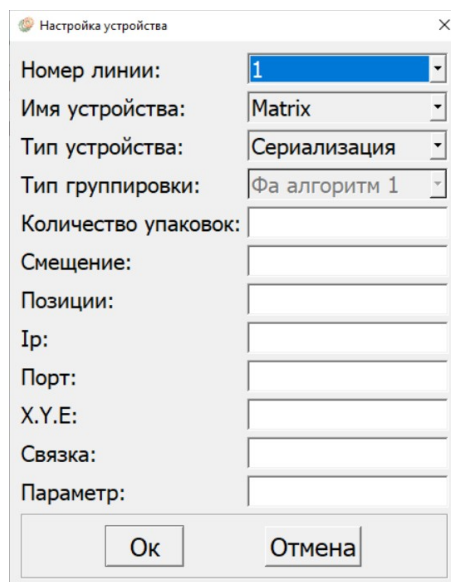 Настройка устройства
Номер линии: 1
Имя устройства: Matrix
Тип устройства: Сериализация
Тип группировки: Фа алгоритм 1
Количество упаковок:
Смещение:
Позиции:
Ip:
Порт:
X.Y.E:
Связка:
Параметр:
Ок Отмена